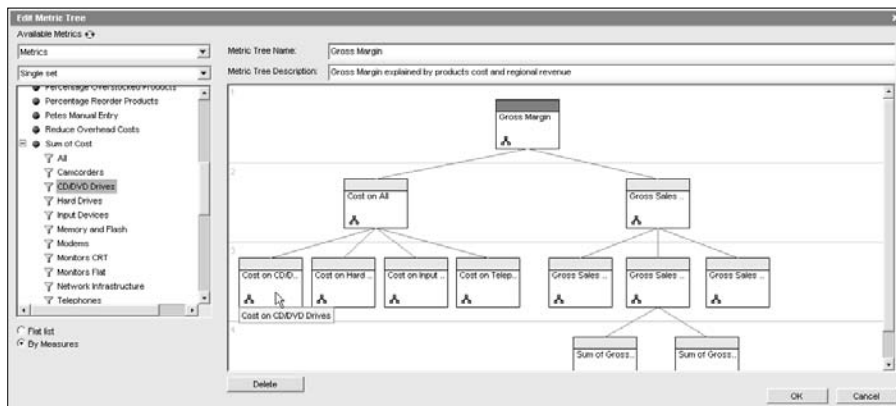 Edit Metric Tree
Available Metrics
Metrics
Single set
Percentage Overstocked Products
Percentage Reorder Products
Petes Manual Entry
Reduce Overhead Costs
Sum of Cost
All
Camcorders
CD/DVD Drives
Hard Drives
Input Devices
Memory and Flash
Modems
Monitors CRT
Monitors Flat
Network Infrastructure
Telephones
Flat list
By Measures
Metric Tree Name:
Gross Margin
Metric Tree Description:
Gross Margin explained by products cost and regional revenue
1
Gross Margin
2
Cost on All
Gross Sales ..
3
Cost on CD/D..
Cost on Hard ..
Cost on Input ..
Cost on Telep..
Gross Sales ..
Gross Sales ..
Gross Sales ..
Cost on CD/DVD Drives
4
Sum of Gross..
Sum of Gross..
Delete
OK
Cancel